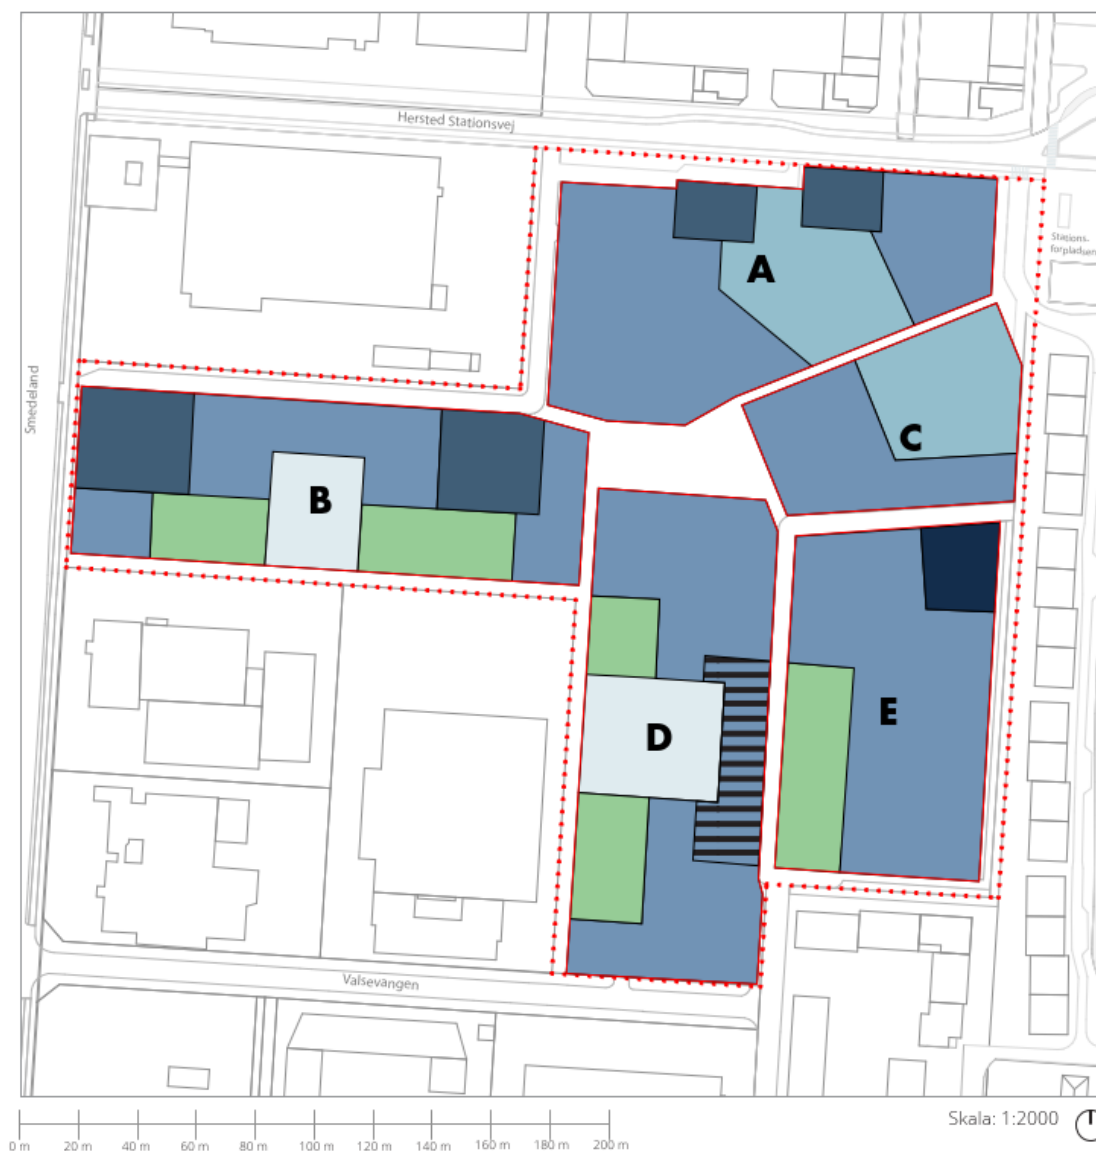 Hersted Stationsvej
Stations-
forpladsen
A
Smedeland
C
B
E
D
Valsevangen
Skala: 1:2000
0 m 20 m 40 m 60 m 80 m 100 m 120 m 140 m 160 m 180 m 200 m